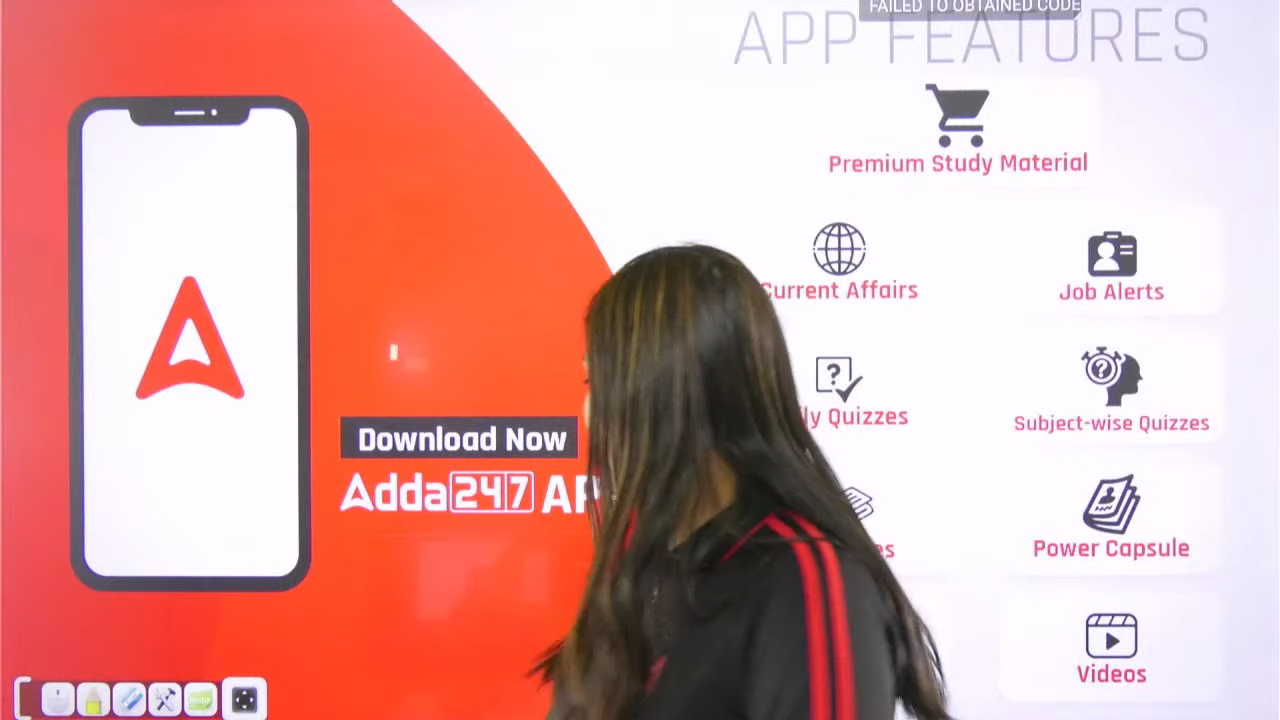 FAILED TO OBTAINED CODE
APP FEATURES
Premium Study Material
Current Affairs
Job Alerts
Quizzes
Subject-wise Quizzes
Download Now
Adda247
Power Capsule
Videos